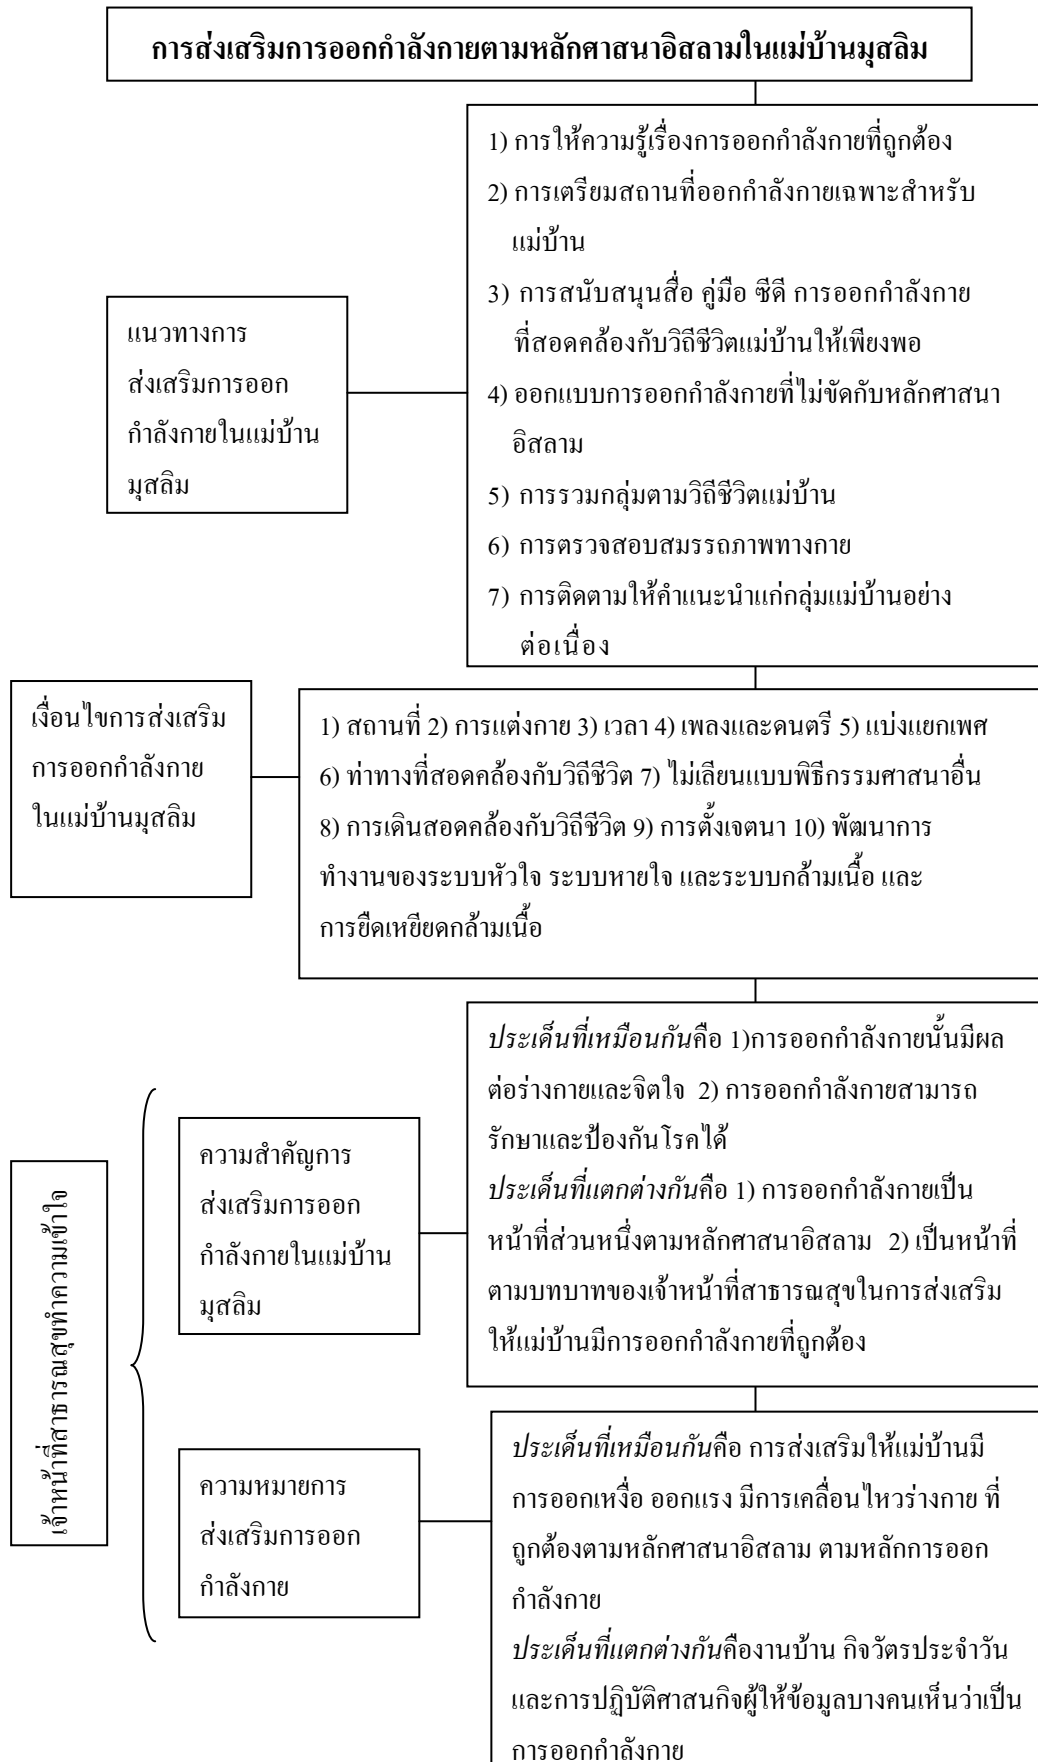 การส่งเสริมการออกกำลังกายตามหลักศาสนาอิสลามในแม่บ้านมุสลิม
แนวทางการ
ส่งเสริมการออก
กำลังกายในแม่บ้าน
มุสลิม
1) การให้ความรู้เรื่องการออกกำลังกายที่ถูกต้อง
2) การเตรียมสถานที่ออกกำลังกายเฉพาะสำหรับ
แม่บ้าน
3) การสนับสนุนสื่อ คู่มือ ซีดี การออกกำลังกาย
ที่สอดคล้องกับวิถีชีวิตแม่บ้านให้เพียงพอ
4) ออกแบบการออกกำลังกายที่ไม่ขัดกับหลักศาสนา
อิสลาม
5) การรวมกลุ่มตามวิถีชีวิตแม่บ้าน
6) การตรวจสอบสมรรถภาพทางกาย
7) การติดตามให้คำแนะนำแก่กลุ่มแม่บ้านอย่าง
ต่อเนื่อง
เงื่อนไขการส่งเสริม
การออกกำลังกาย
ในแม่บ้านมุสลิม
1) สถานที่ 2) การแต่งกาย 3) เวลา 4) เพลงและดนตรี 5) แบ่งแยกเพศ
6) ท่าทางที่สอดคล้องกับวิถีชีวิต 7) ไม่เลียนแบบพิธีกรรมศาสนาอื่น
8) การเดินสอดคล้องกับวิถีชีวิต 9) การตั้งเจตนา 10) พัฒนาการ
ทำงานของระบบหัวใจ ระบบหายใจ และระบบกล้ามเนื้อ และ
การยืดเหยียดกล้ามเนื้อ
เจ้าหน้าที่สาธารณสุขทำความเข้าใจ
ความสำคัญการ
ส่งเสริมการออก
กำลังกายในแม่บ้าน
มุสลิม
ประเด็นที่เหมือนกันคือ 1)การออกกำลังกายนั้นมีผล
ต่อร่างกายและจิตใจ 2) การออกกำลังกายสามารถ
รักษาและป้องกันโรคได้
ประเด็นที่แตกต่างกันคือ 1) การออกกำลังกายเป็น
หน้าที่ส่วนหนึ่งตามหลักศาสนาอิสลาม 2) เป็นหน้าที่
ตามบทบาทของเจ้าหน้าที่สาธารณสุขในการส่งเสริม
ให้แม่บ้านมีการออกกำลังกายที่ถูกต้อง
ความหมายการ
ส่งเสริมการออก
กำลังกาย
ประเด็นที่เหมือนกันคือ การส่งเสริมให้แม่บ้านมี
การออกเหงื่อ ออกแรง มีการเคลื่อนไหวร่างกาย ที่
ถูกต้องตามหลักศาสนาอิสลาม ตามหลักการออก
กำลังกาย
ประเด็นที่แตกต่างกันคืองานบ้าน กิจวัตรประจำวัน
และการปฏิบัติศาสนกิจผู้ให้ข้อมูลบางคนเห็นว่าเป็น
การออกกำลังกาย